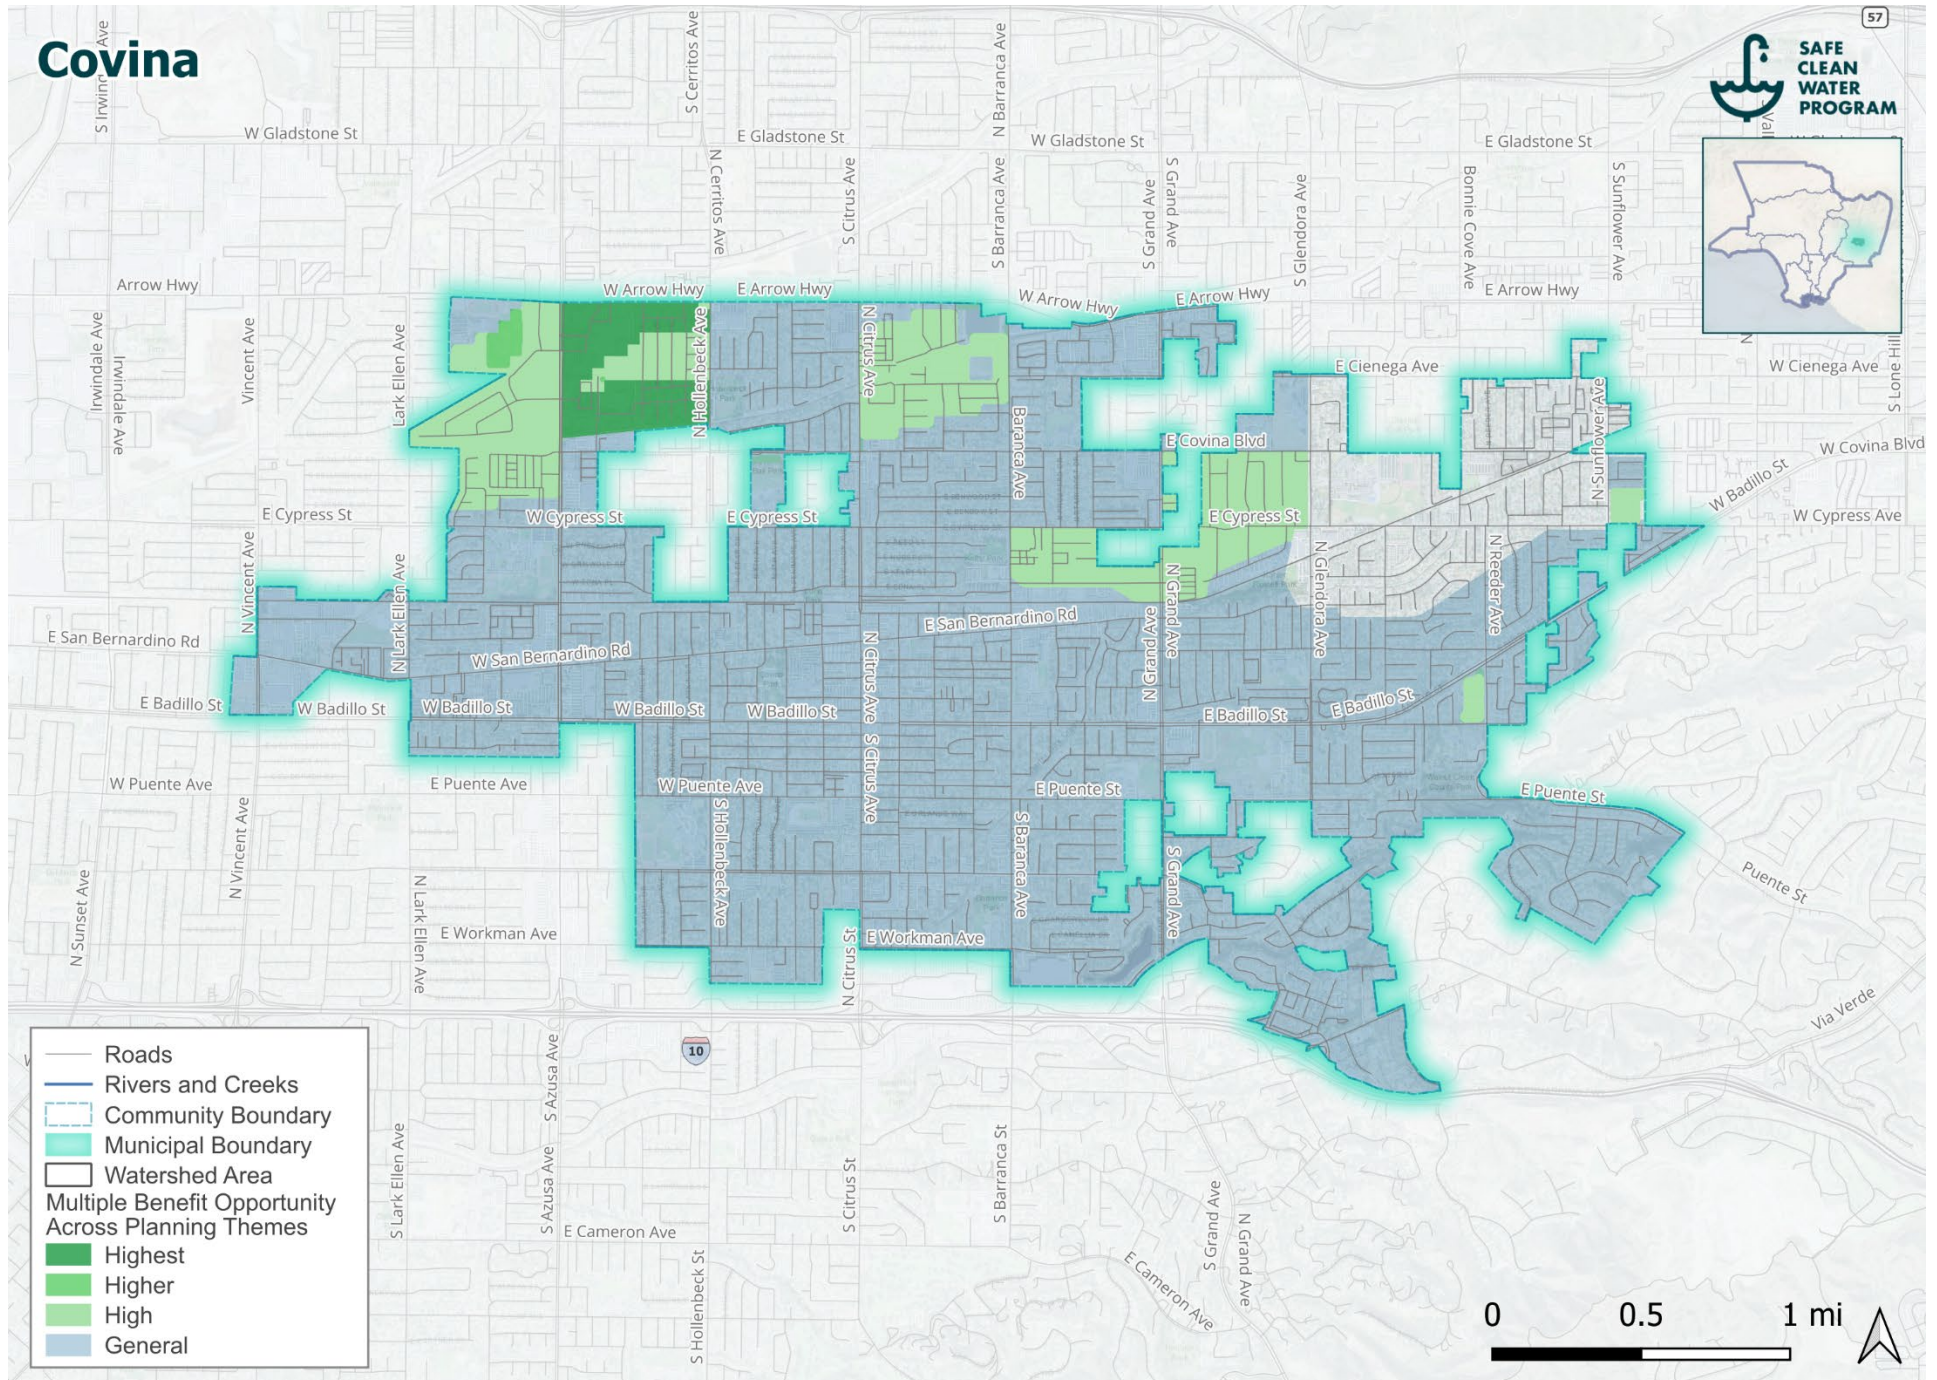 Covina
57
SAFE
CLEAN
WATER
PROGRAM
S Irwindale Ave
S Cerritos Ave
N Barranca Ave
W Gladstone St
E Gladstone St
W Gladstone St
E Gladstone St
N Cerritos Ave
S Citrus Ave
S Barranca Ave
S Grand Ave
S Grand Ave
S Glendora Ave
Bonnie Cove Ave
S Sunflower Ave
Arrow Hwy
W Arrow Hwy
E Arrow Hwy
W Arrow Hwy
E Arrow Hwy
E Arrow Hwy
Irwindale Ave
Irwindale Ave
Vincent Ave
Lark Ellen Ave
N Hollenbeck Ave
N Citrus Ave
E Cienega Ave
W Cienega Ave
S Lone Hill
Baranca Ave
E Covina Blvd
N Sunflower Ave
W Covina Blvd
W Badillo St
E Cypress St
W Cypress St
E Cypress St
E Cypress St
W Cypress Ave
N Vincent Ave
N Lark Ellen Ave
N Grand Ave
N Grand Ave
N Glendora Ave
N Reeder Ave
E San Bernardino Rd
W San Bernardino Rd
E San Bernardino Rd
N Citrus Ave
E Badillo St
W Badillo St
W Badillo St
W Badillo St
W Badillo St
E Badillo St
E Badillo St
S Citrus Ave
W Puente Ave
E Puente Ave
W Puente Ave
E Puente St
E Puente St
N Vincent Ave
S Hollenbeck Ave
S Baranca Ave
S Grand Ave
Puente St
N Sunset Ave
N Lark Ellen Ave
E Workman Ave
E Workman Ave
N Citrus St
Via Verde
10
S Azusa Ave
S Lark Ellen Ave
S Azusa Ave
S Citrus St
S Barranca St
S Grand Ave
N Grand Ave
E Cameron Ave
E Cameron Ave
S Hollenbeck St
Roads
Rivers and Creeks
Community Boundary
Municipal Boundary
Watershed Area
Multiple Benefit Opportunity
Across Planning Themes
Highest
Higher
High
General
0 0.5 1 mi